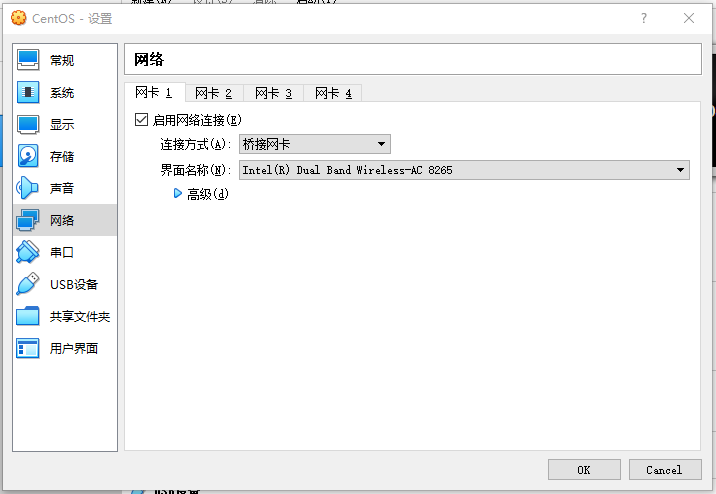 CentOS - 设置
?
常规
系统
显示
存储
声音
网络
串口
USB设备
共享文件夹
用户界面
网络
网卡 1 网卡 2 网卡 3 网卡 4
启用网络连接(E)
连接方式(A): 桥接网卡
界面名称(N): Intel(R) Dual Band Wireless-AC 8265
高级(d)
OK Cancel